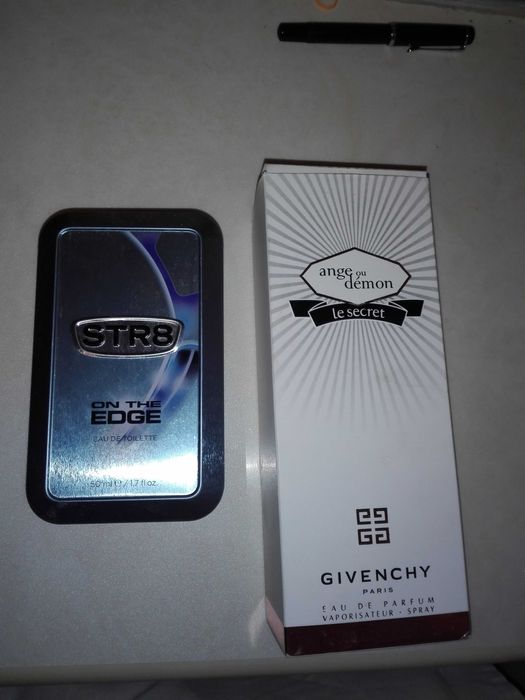 STR8
ON THE
EDGE
EAU DE TOILETTE
50 ml ℮ / 1.7 fl.oz.
ange ou
démon
le secret
GIVENCHY
PARIS
EAU DE PARFUM
VAPORISATEUR - SPRAY